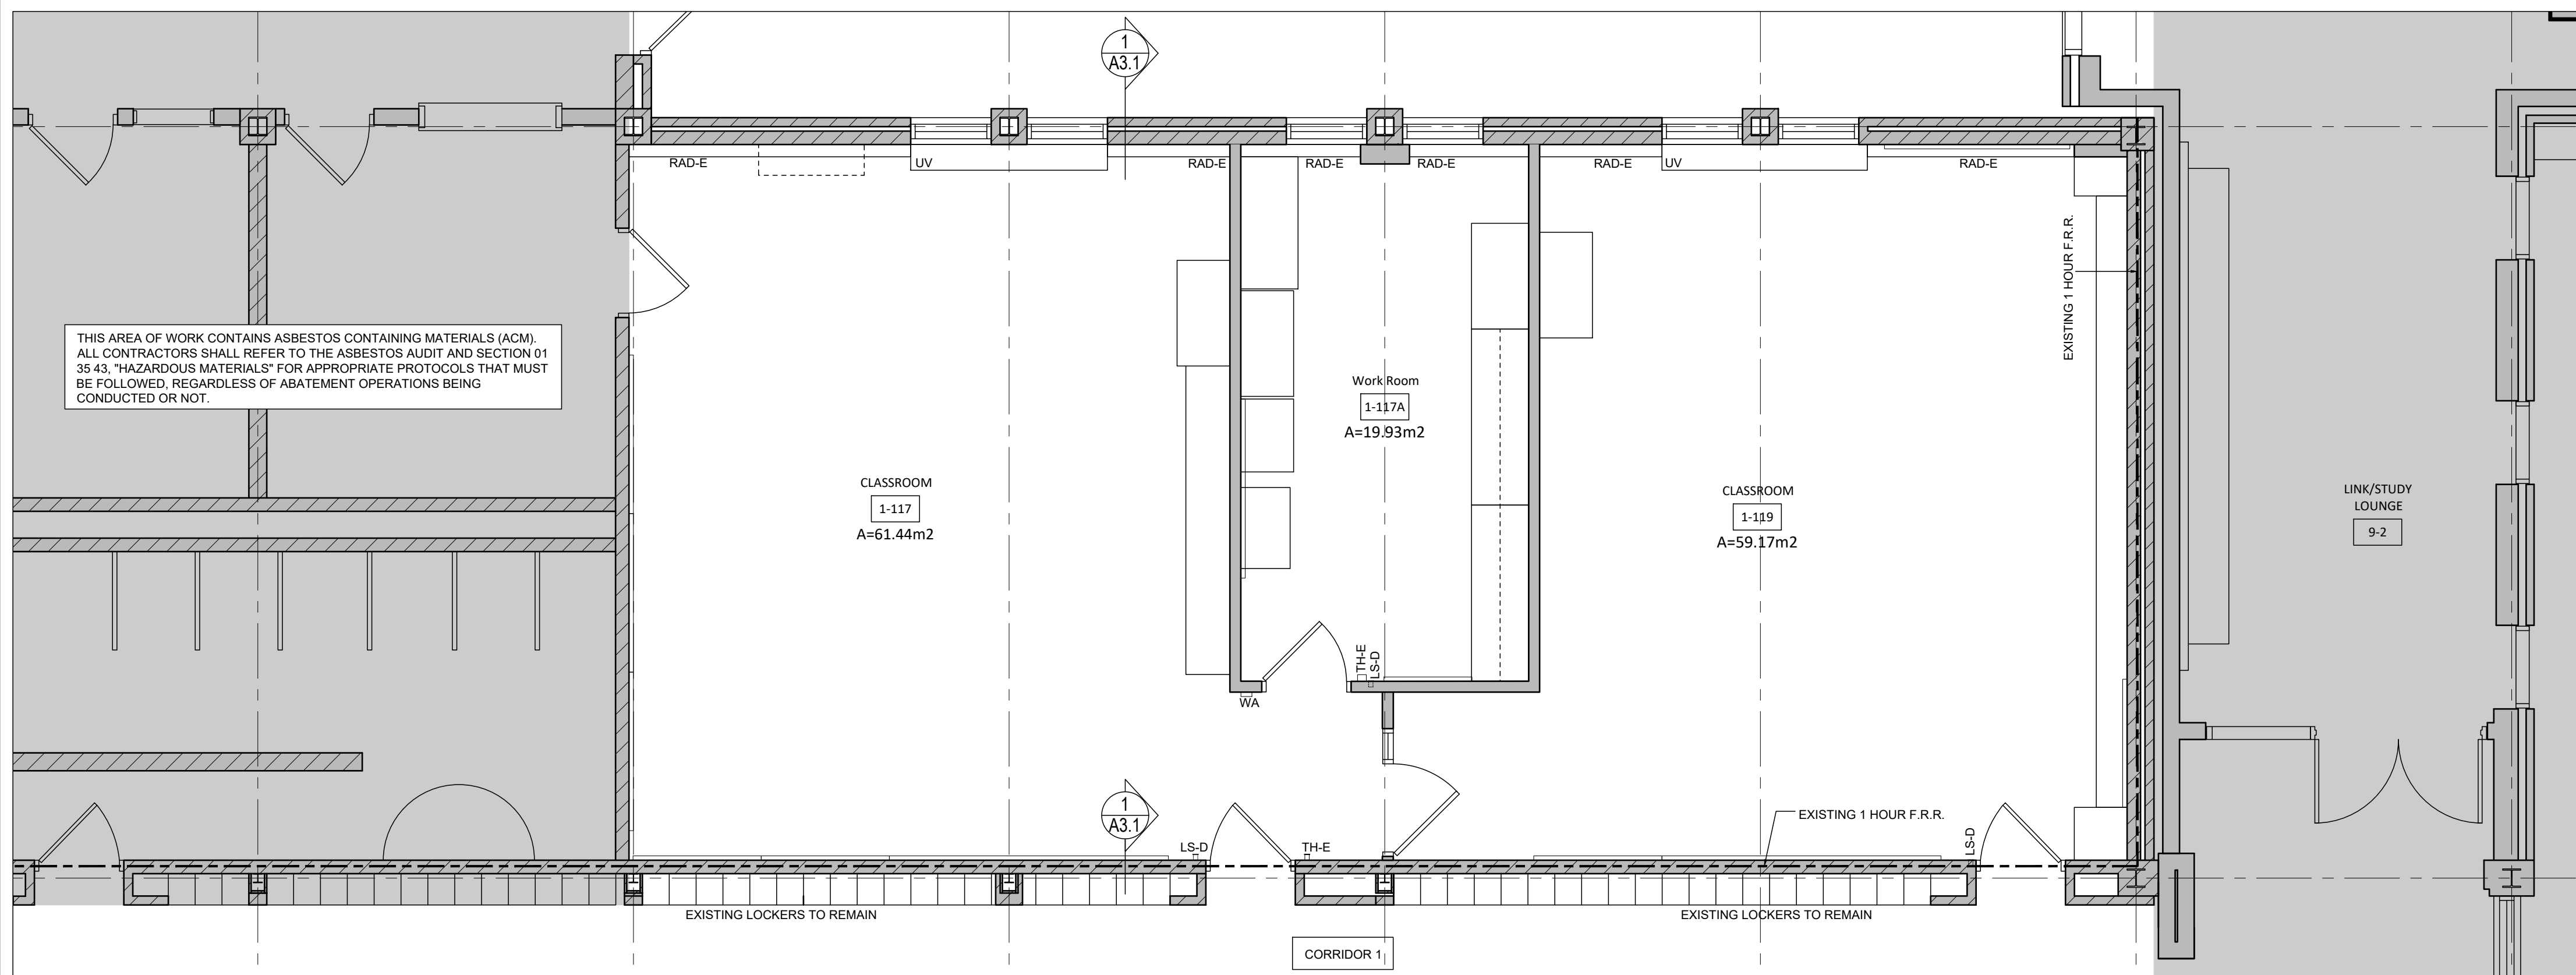 1
A3.1
RAD-E
UV
RAD-E
RAD-E
RAD-E
RAD-E
UV
RAD-E
EXISTING 1 HOUR F.R.R.
THIS AREA OF WORK CONTAINS ASBESTOS CONTAINING MATERIALS (ACM).
ALL CONTRACTORS SHALL REFER TO THE ASBESTOS AUDIT AND SECTION 01
35 43, "HAZARDOUS MATERIALS" FOR APPROPRIATE PROTOCOLS THAT MUST
BE FOLLOWED, REGARDLESS OF ABATEMENT OPERATIONS BEING
CONDUCTED OR NOT.
Work Room
1-117A
A=19.93m2
CLASSROOM
1-117
A=61.44m2
CLASSROOM
1-119
A=59.17m2
LINK/STUDY
LOUNGE
9-2
TH-E
LS-D
WA
1
A3.1
LS-D
TH-E
EXISTING 1 HOUR F.R.R.
LS-D
EXISTING LOCKERS TO REMAIN
EXISTING LOCKERS TO REMAIN
CORRIDOR 1